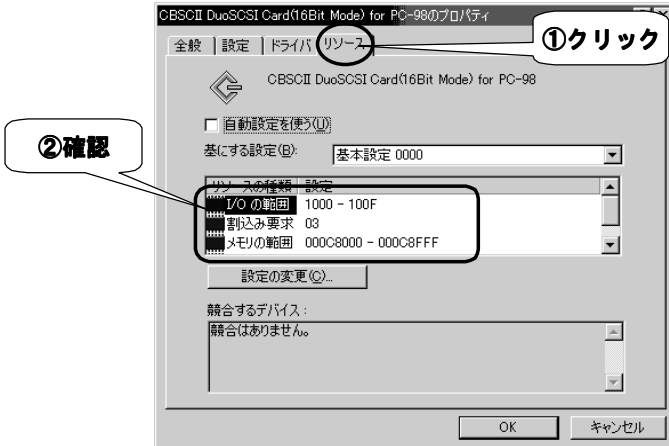 CBSCII DuoSCSI Card(16Bit Mode) for PC-98のプロパティ
①クリック
全般
設定
ドライバ
リソース
CBSCII DuoSCSI Card(16Bit Mode) for PC-98
自動設定を使う(U)
②確認
基にする設定(B):
基本設定 0000
リソースの種類 設定
I/O の範囲 1000 - 100F
割込み要求 03
メモリの範囲 000C8000 - 000C8FFF
設定の変更(C)...
競合するデバイス :
競合はありません。
OK
キャンセル